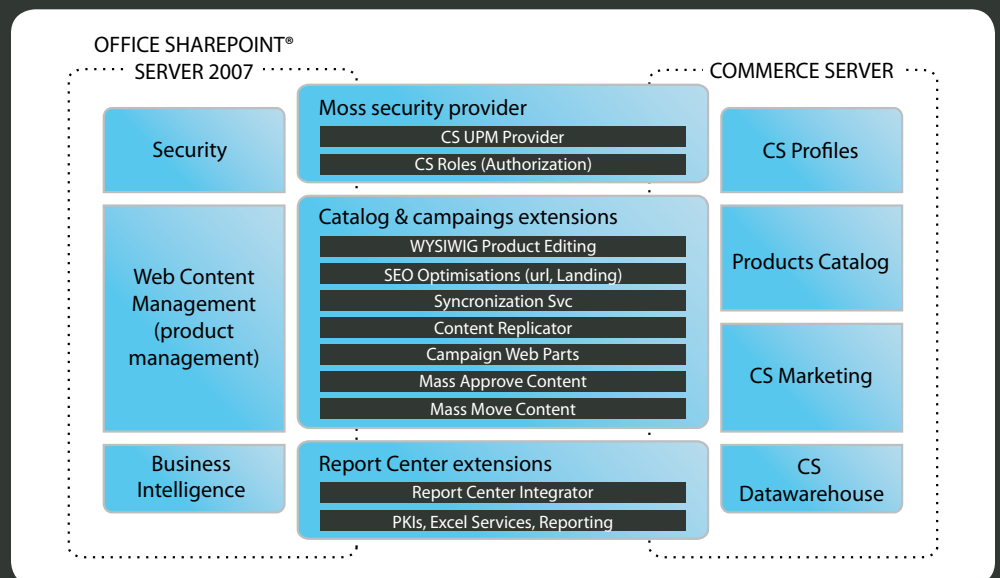 OFFICE SHAREPOINT®
SERVER 2007
COMMERCE SERVER
Security
Web Content
Management
(product
management)
Business
Intelligence
Moss security provider
CS UPM Provider
CS Roles (Authorization)
Catalog & campaings extensions
WYSIWIG Product Editing
SEO Optimisations (url, Landing)
Syncronization Svc
Content Replicator
Campaign Web Parts
Mass Approve Content
Mass Move Content
Report Center extensions
Report Center Integrator
PKIs, Excel Services, Reporting
CS Profiles
Products Catalog
CS Marketing
CS
Datawarehouse